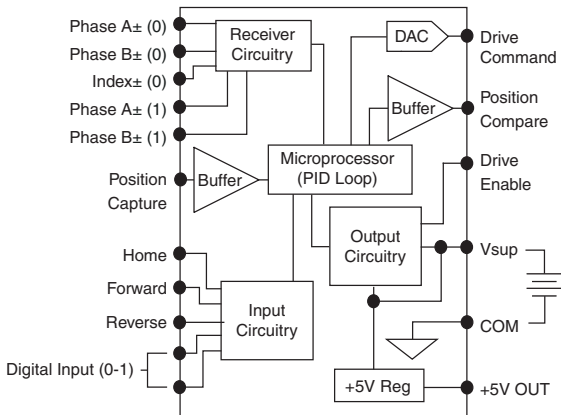 Phase A± (0)
Phase B± (0)
Index± (0)
Phase A± (1)
Phase B± (1)
Position
Capture
Home
Forward
Reverse
Digital Input (0-1)
Receiver
Circuitry
Buffer
Microprocessor
(PID Loop)
Input
Circuitry
DAC
Buffer
Output
Circuitry
+5V Reg
Drive
Command
Position
Compare
Drive
Enable
Vsup
COM
+5V OUT